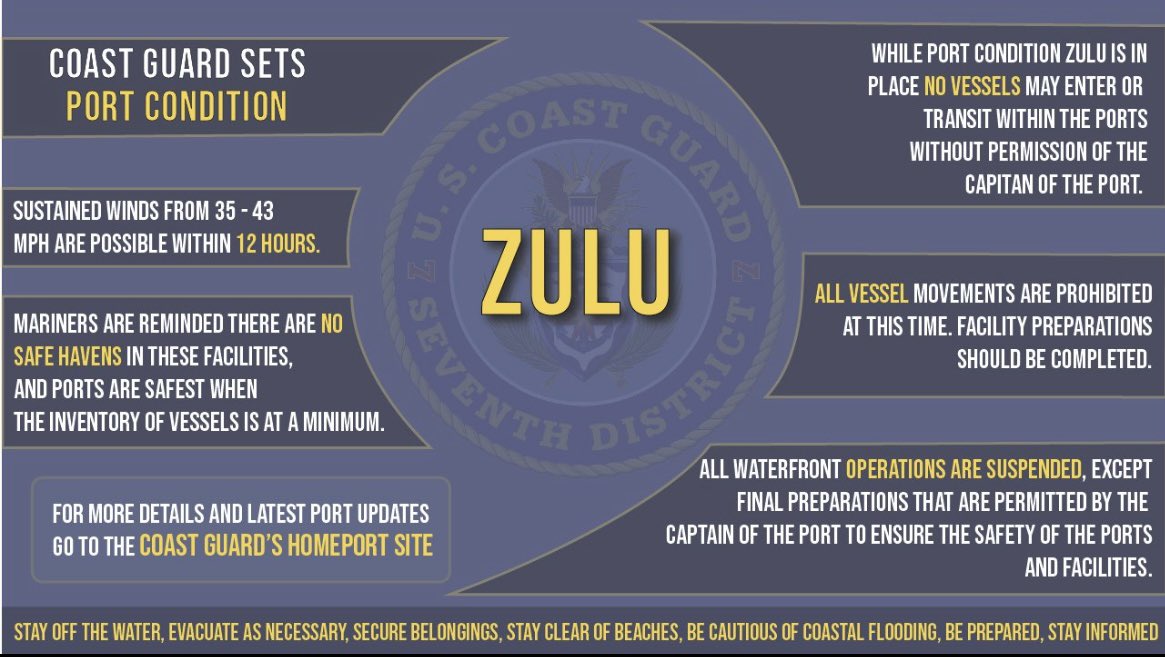 COAST GUARD SETS
PORT CONDITION
SUSTAINED WINDS FROM 35 - 43
MPH ARE POSSIBLE WITHIN 12 HOURS.
MARINERS ARE REMINDED THERE ARE NO
SAFE HAVENS IN THESE FACILITIES,
AND PORTS ARE SAFEST WHEN
THE INVENTORY OF VESSELS IS AT A MINIMUM.
FOR MORE DETAILS AND LATEST PORT UPDATES
GO TO THE COAST GUARD'S HOMEPORT SITE
U. S. COAST GUARD
Z Z
ZULU
SEVENTH DISTRICT
WHILE PORT CONDITION ZULU IS IN
PLACE NO VESSELS MAY ENTER OR
TRANSIT WITHIN THE PORTS
WITHOUT PERMISSION OF THE
CAPITAN OF THE PORT.
ALL VESSEL MOVEMENTS ARE PROHIBITED
AT THIS TIME. FACILITY PREPARATIONS
SHOULD BE COMPLETED.
ALL WATERFRONT OPERATIONS ARE SUSPENDED, EXCEPT
FINAL PREPARATIONS THAT ARE PERMITTED BY THE
CAPTAIN OF THE PORT TO ENSURE THE SAFETY OF THE PORTS
AND FACILITIES.
STAY OFF THE WATER, EVACUATE AS NECESSARY, SECURE BELONGINGS, STAY CLEAR OF BEACHES, BE CAUTIOUS OF COASTAL FLOODING, BE PREPARED, STAY INFORMED